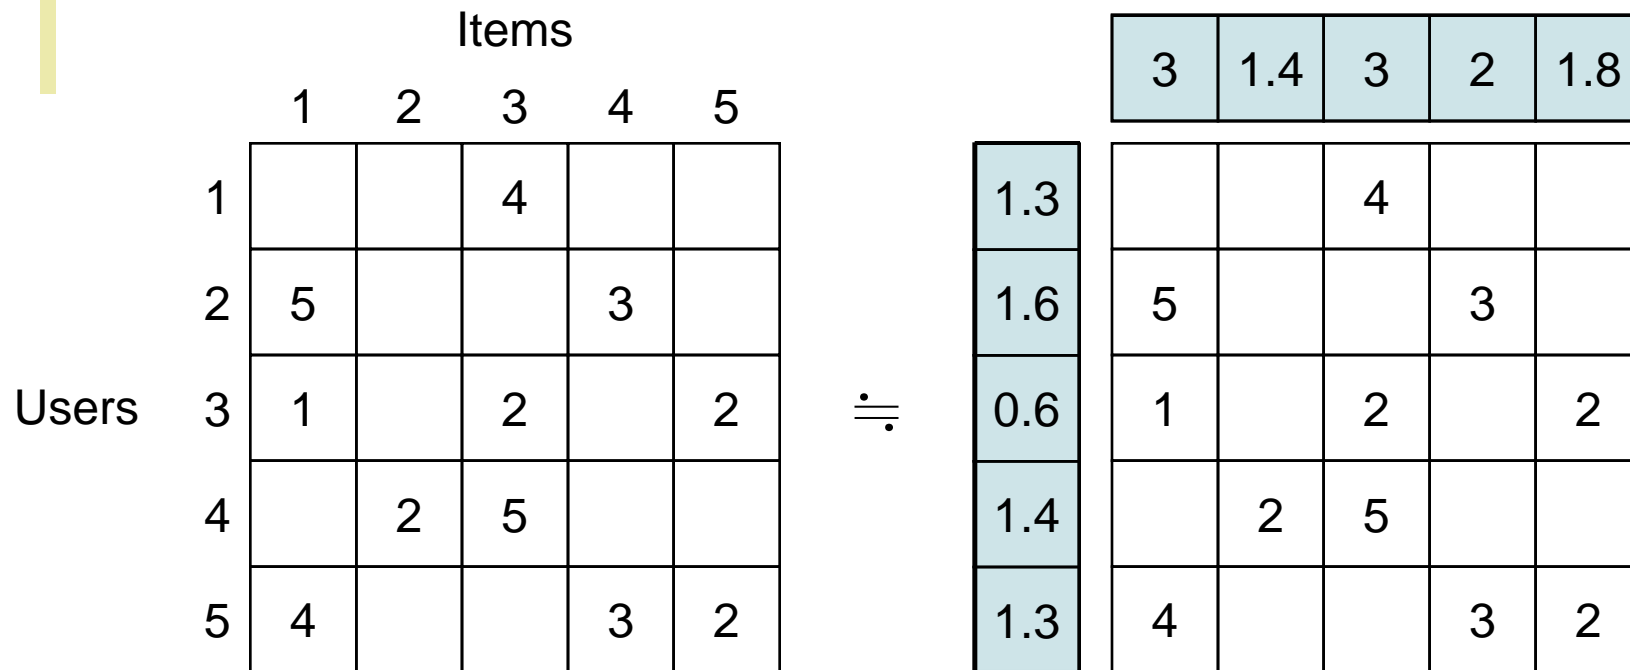 Items
3 1.4 3 2 1.8
1 2 3 4 5
1 4 1.3 4
2 5 3 1.6 5 3
Users 3 1 2 2 ≒ 0.6 1 2 2
4 2 5 1.4 2 5
5 4 3 2 1.3 4 3 2